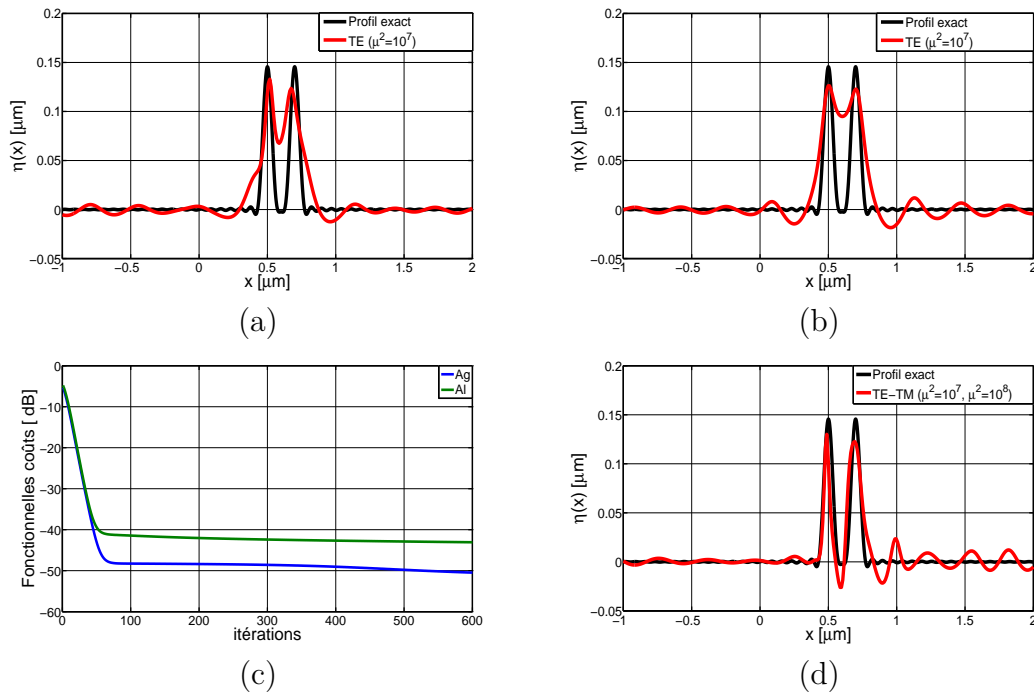 0.2
0.15
0.1
0.05
0
−0.05
η(x) [µm]
−1
−0.5
0
0.5
1
1.5
2
x [µm]
Profil exact
TE (µ²=10⁷)
(a)
0.2
0.15
0.1
0.05
0
−0.05
η(x) [µm]
−1
−0.5
0
0.5
1
1.5
2
x [µm]
Profil exact
TE (µ²=10⁷)
(b)
0
−10
−20
−30
−40
−50
−60
Fonctionnelles coûts [ dB]
0
100
200
300
400
500
600
itérations
Ag
Al
(c)
0.2
0.15
0.1
0.05
0
−0.05
η(x) [µm]
−1
−0.5
0
0.5
1
1.5
2
x [µm]
Profil exact
TE−TM (µ²=10⁷, µ²=10⁸)
(d)